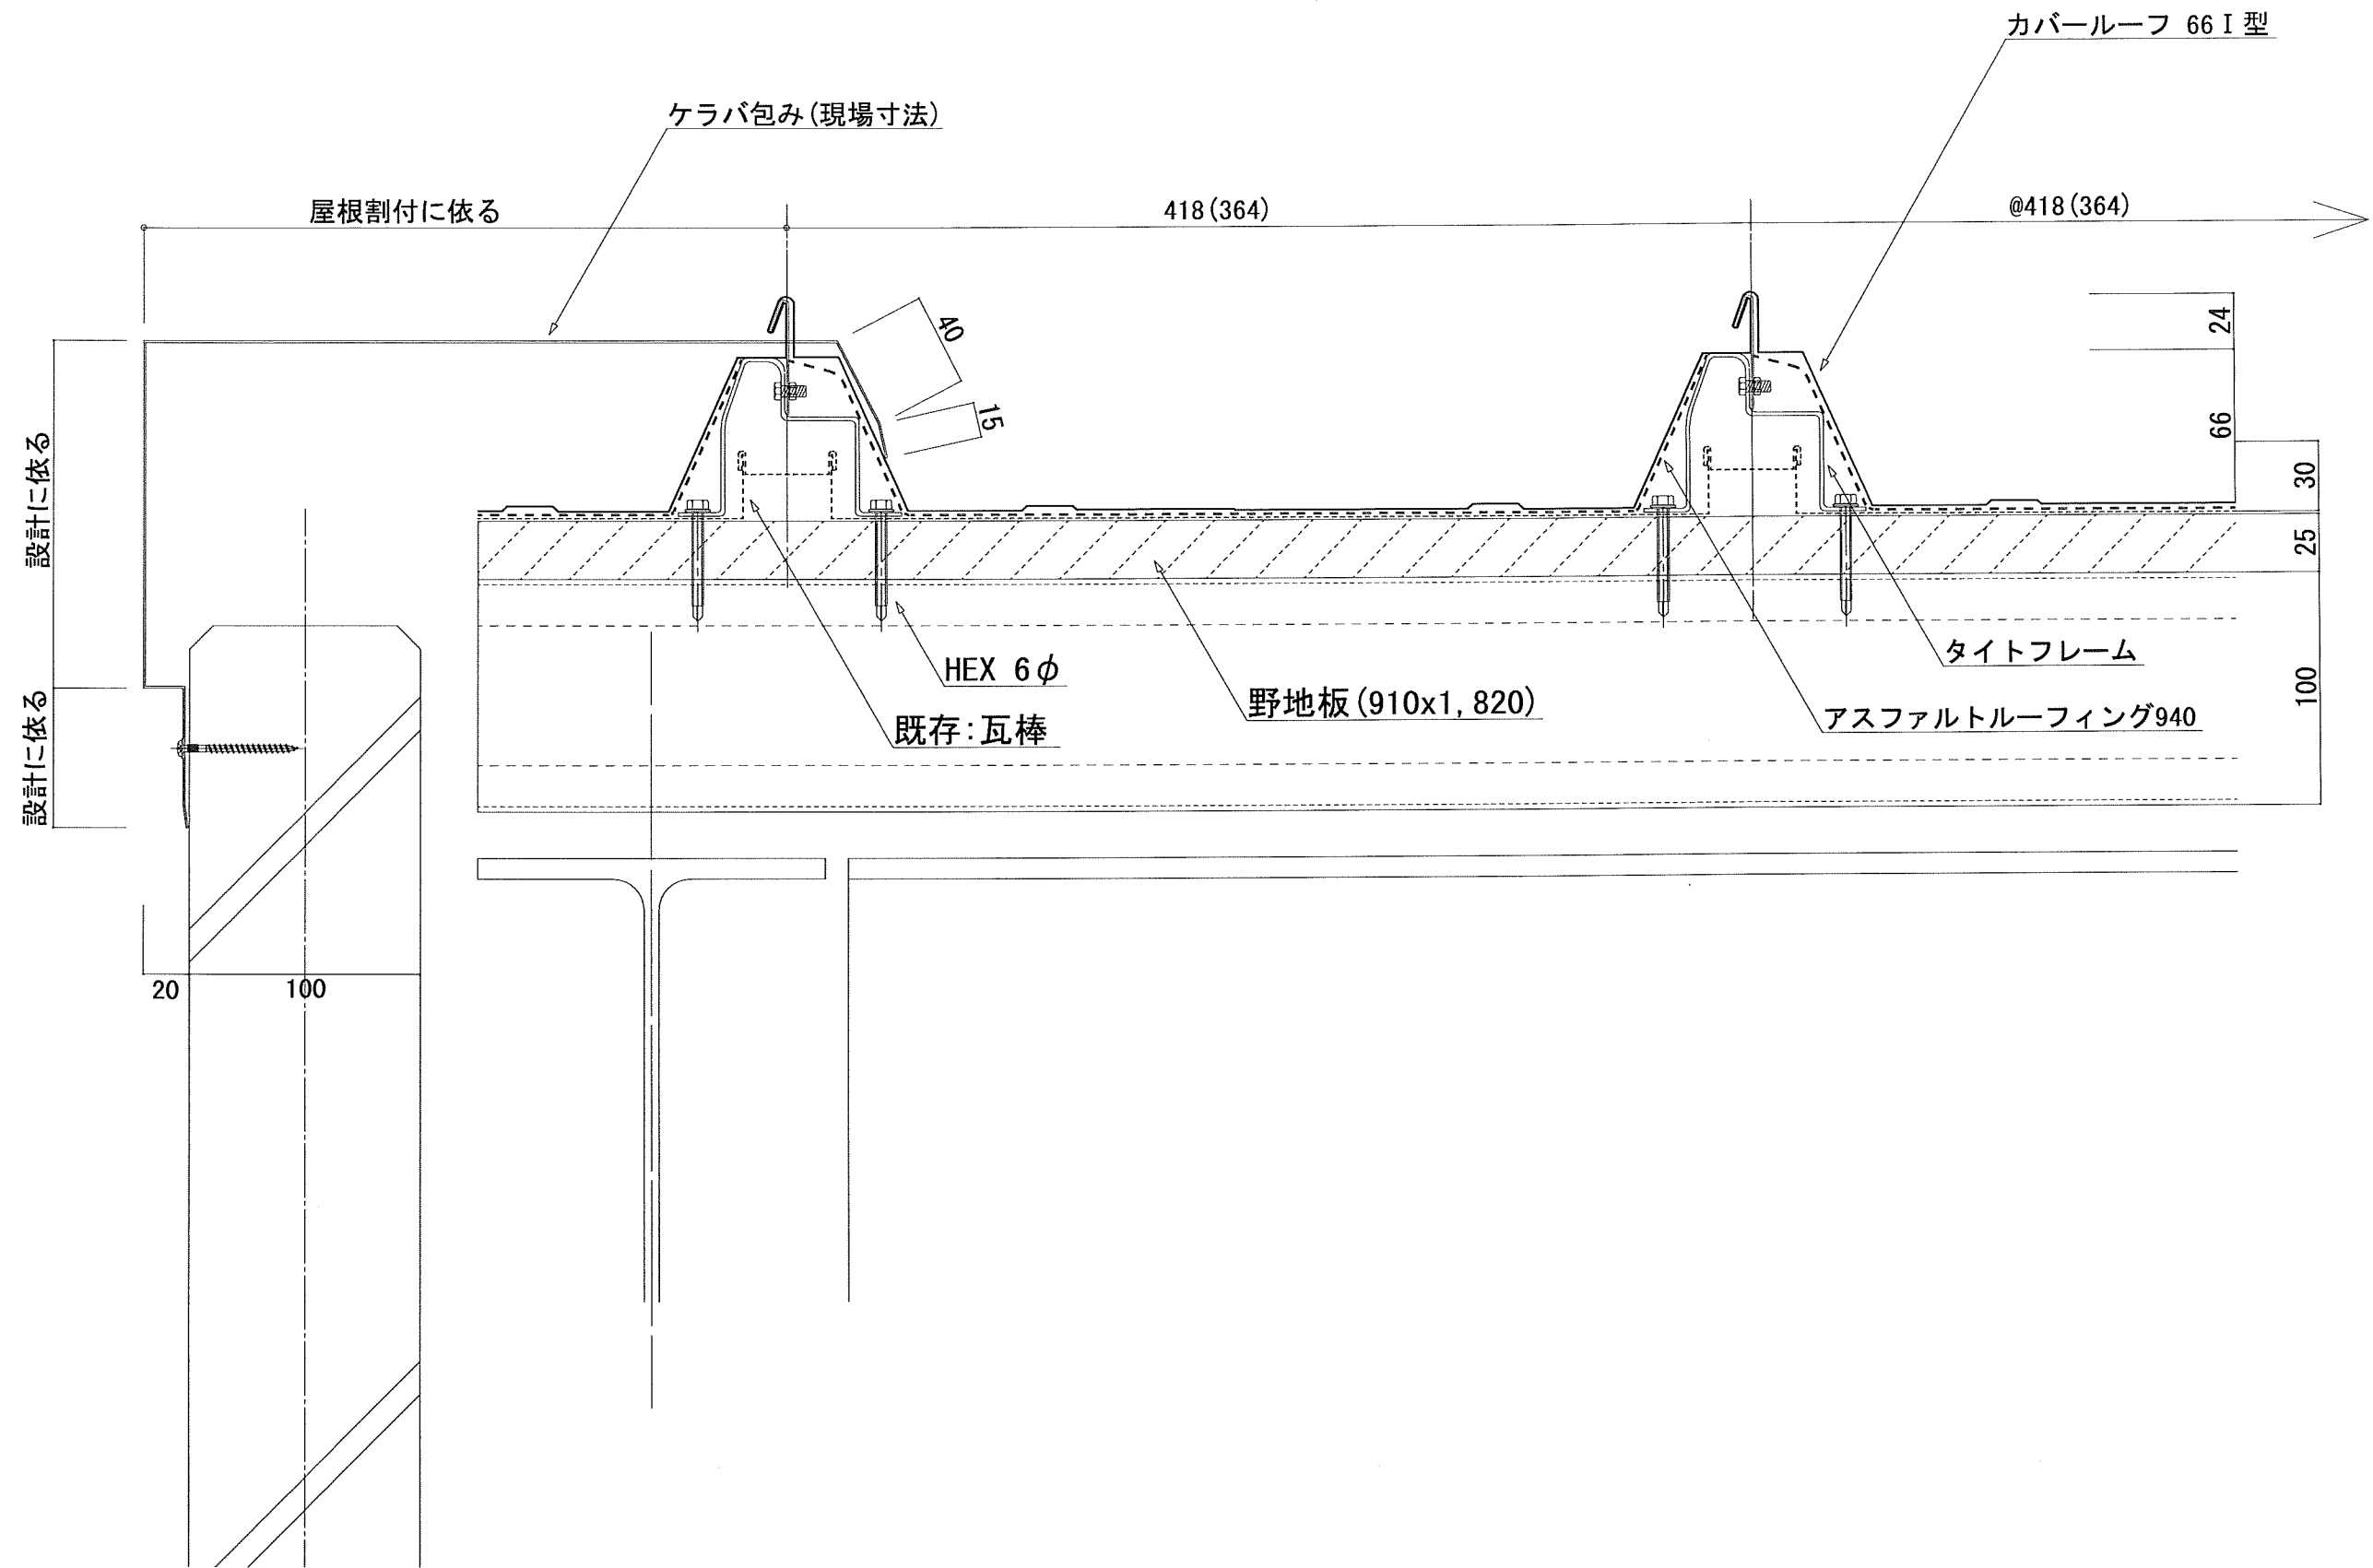 カバールーフ 66Ⅰ型
ケラバ包み(現場寸法)
屋根割付に依る
418(364)
@418(364)
40
15
24
66
30
25
100
設計に依る
設計に依る
HEX 6φ
既存:瓦棒
野地板(910x1,820)
タイトフレーム
アスファルトルーフィング940
20
100